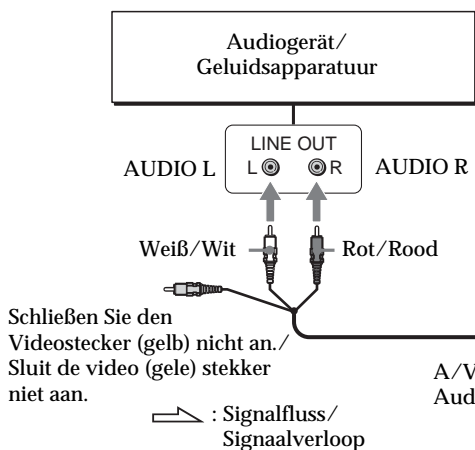 Audiogerät/
Geluidsapparatuur
LINE OUT
AUDIO L
L
R
AUDIO R
Weiß/Wit
Rot/Rood
Schließen Sie den
Videostecker (gelb) nicht an./
Sluit de video (gele) stekker
niet aan.
A/V
Aud
: Signalfluss/
Signaalverloop